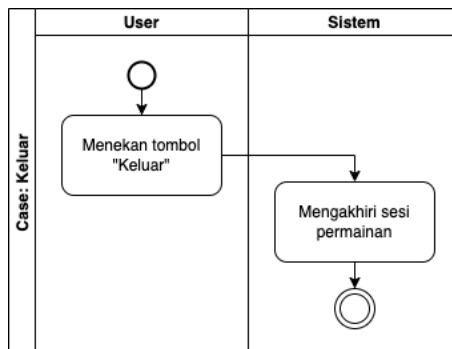 User
Sistem
Case: Keluar
Menekan tombol
"Keluar"
Mengakhiri sesi
permainan